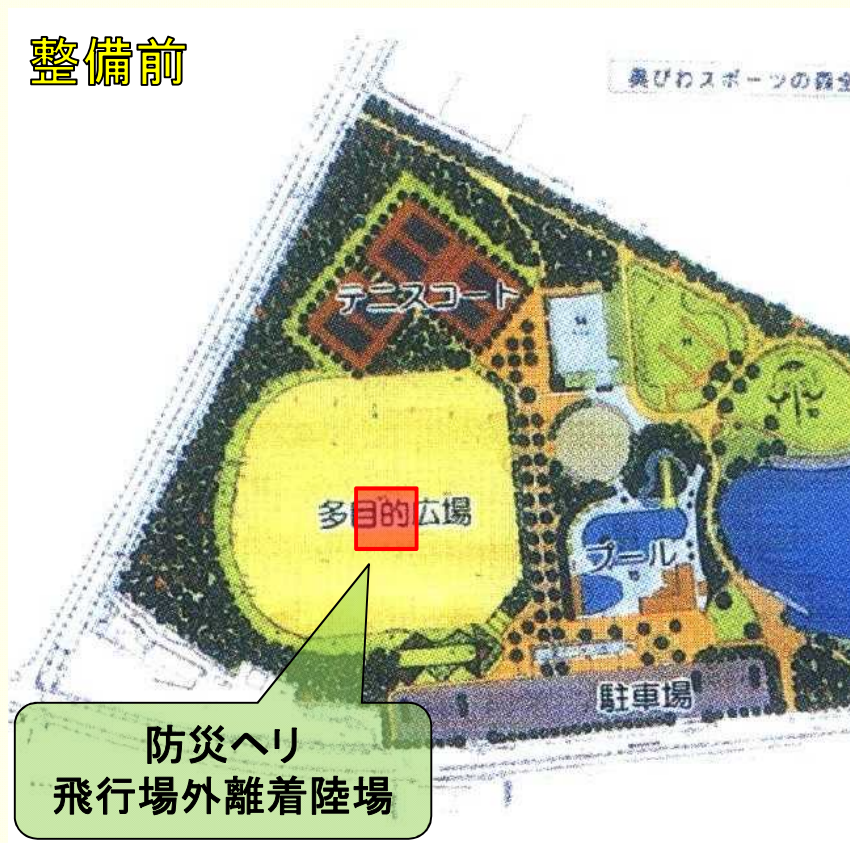 整備前
奥びわスポーツの森全
テニスコート
多目的広場
プール
駐車場
防災ヘリ
飛行場外離着陸場